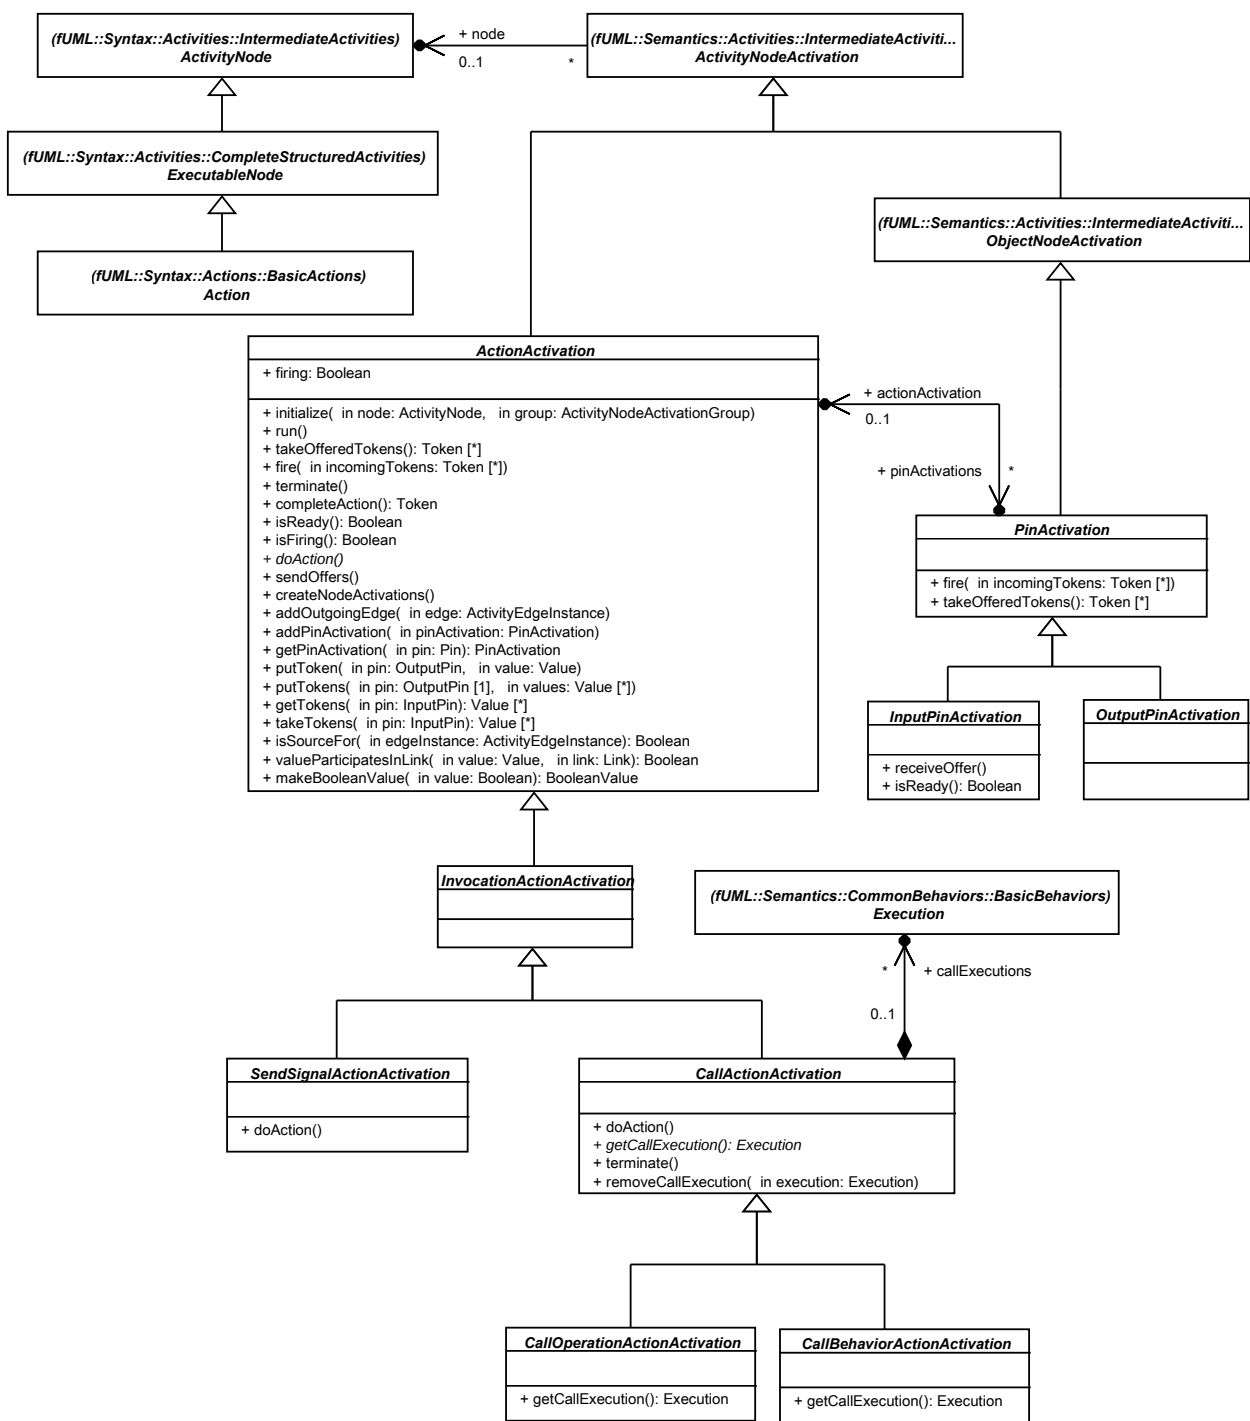 (fUML::Syntax::Activities::IntermediateActivities)
ActivityNode
+ node
0..1
*
(fUML::Semantics::Activities::IntermediateActiviti...
ActivityNodeActivation
(fUML::Syntax::Activities::CompleteStructuredActivities)
ExecutableNode
(fUML::Semantics::Activities::IntermediateActiviti...
ObjectNodeActivation
(fUML::Syntax::Actions::BasicActions)
Action
ActionActivation
+ firing: Boolean
+ initialize(  in node: ActivityNode,   in group: ActivityNodeActivationGroup)
+ run()
+ takeOfferedTokens(): Token [*]
+ fire(  in incomingTokens: Token [*])
+ terminate()
+ completeAction(): Token
+ isReady(): Boolean
+ isFiring(): Boolean
+ doAction()
+ sendOffers()
+ createNodeActivations()
+ addOutgoingEdge(  in edge: ActivityEdgeInstance)
+ addPinActivation(  in pinActivation: PinActivation)
+ getPinActivation(  in pin: Pin): PinActivation
+ putToken(  in pin: OutputPin,   in value: Value)
+ putTokens(  in pin: OutputPin [1],   in values: Value [*])
+ getTokens(  in pin: InputPin): Value [*]
+ takeTokens(  in pin: InputPin): Value [*]
+ isSourceFor(  in edgeInstance: ActivityEdgeInstance): Boolean
+ valueParticipatesInLink(  in value: Value,   in link: Link): Boolean
+ makeBooleanValue(  in value: Boolean): BooleanValue
+ actionActivation
0..1
+ pinActivations
*
PinActivation
+ fire(  in incomingTokens: Token [*])
+ takeOfferedTokens(): Token [*]
InputPinActivation
+ receiveOffer()
+ isReady(): Boolean
OutputPinActivation
InvocationActionActivation
(fUML::Semantics::CommonBehaviors::BasicBehaviors)
Execution
*
+ callExecutions
0..1
SendSignalActionActivation
+ doAction()
CallActionActivation
+ doAction()
+ getCallExecution(): Execution
+ terminate()
+ removeCallExecution(  in execution: Execution)
CallOperationActionActivation
+ getCallExecution(): Execution
CallBehaviorActionActivation
+ getCallExecution(): Execution